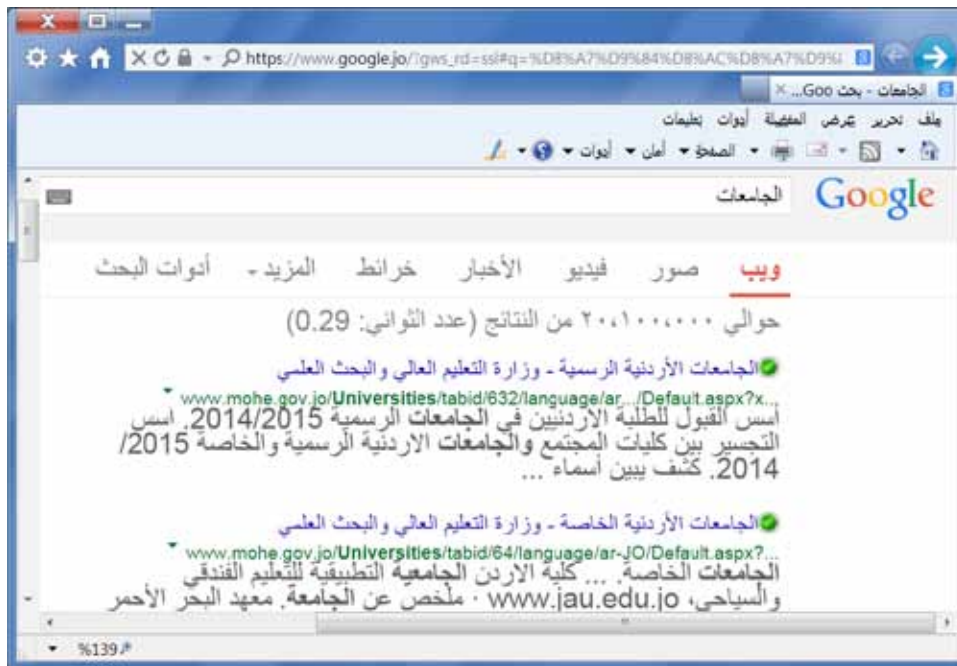 https://www.google.jo/?gws_rd=ssl#q=%D8%A7%D9%84%D8%AC%D8%A7%D9%
الجامعات - بحث Goo...
ملف تحرير عرض المفضلة أدوات تعليمات
الصفحة أمان أدوات
Google الجامعات
ويب صور فيديو الأخبار خرائط المزيد أدوات البحث
حوالي ٢٠،١٠٠،٠٠٠ من النتائج (عدد الثواني: 0.29)
الجامعات الأردنية الرسمية - وزارة التعليم العالي والبحث العلمي
www.mohe.gov.jo/Universities/tabid/632/language/ar.../Default.aspx?x...
أسس القبول للطلبة الاردنيين في الجامعات الرسمية 2014/2015. اسس
التجسير بين كليات المجتمع والجامعات الاردنية الرسمية والخاصة 2015/
2014. كشف يبين أسماء ...
الجامعات الأردنية الخاصة - وزارة التعليم العالي والبحث العلمي
www.mohe.gov.jo/Universities/tabid/64/language/ar-JO/Default.aspx?...
الجامعات الخاصة. ... كلية الاردن الجامعية التطبيقية للتعليم الفندقي
والسياحي، www.jau.edu.jo · ملخص عن الجامعة. معهد البحر الأحمر
%139